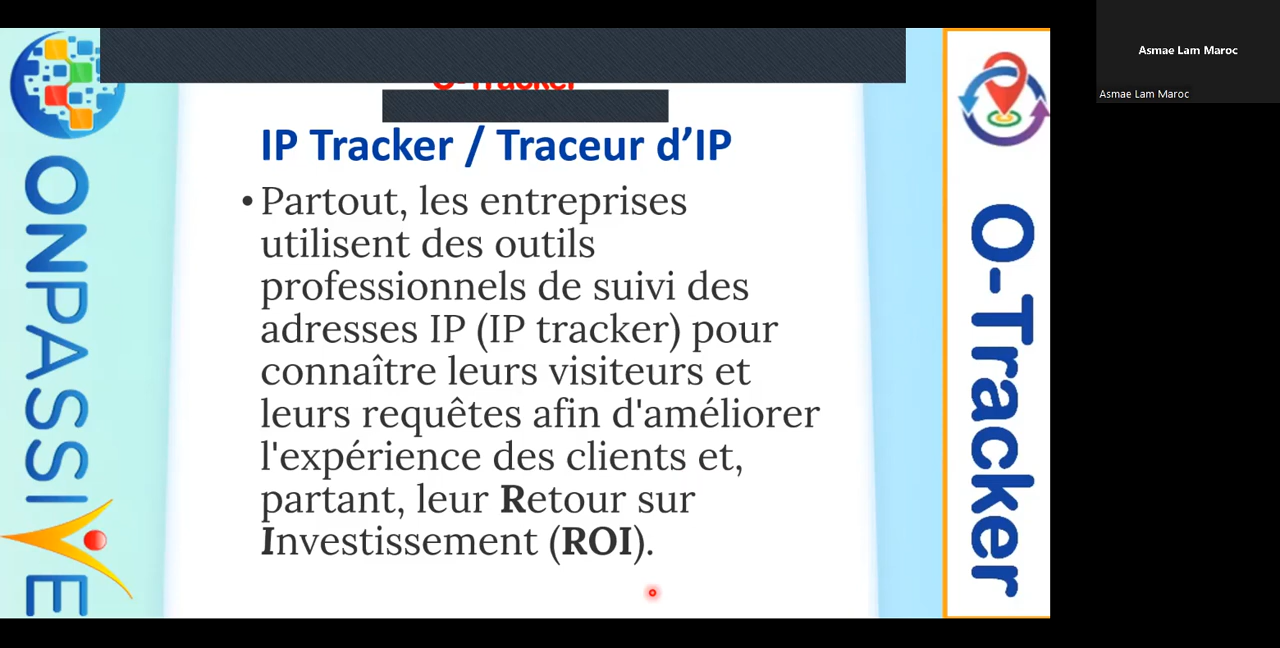 Asmae Lam Maroc
Asmae Lam Maroc
ONPASSIVE
O-Tracker
IP Tracker / Traceur d’IP
• Partout, les entreprises
utilisent des outils
professionnels de suivi des
adresses IP (IP tracker) pour
connaître leurs visiteurs et
leurs requêtes afin d'améliorer
l'expérience des clients et,
partant, leur Retour sur
Investissement (ROI).
O-Tracker